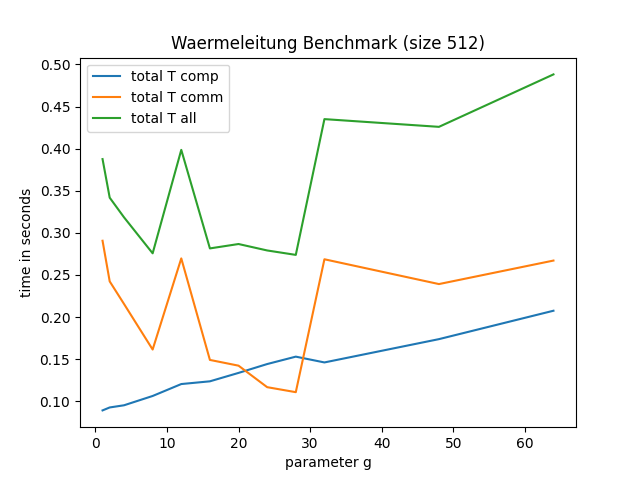 Waermeleitung Benchmark (size 512)
total T comp
total T comm
total T all
time in seconds
0.50
0.45
0.40
0.35
0.30
0.25
0.20
0.15
0.10
0 10 20 30 40 50 60
parameter g